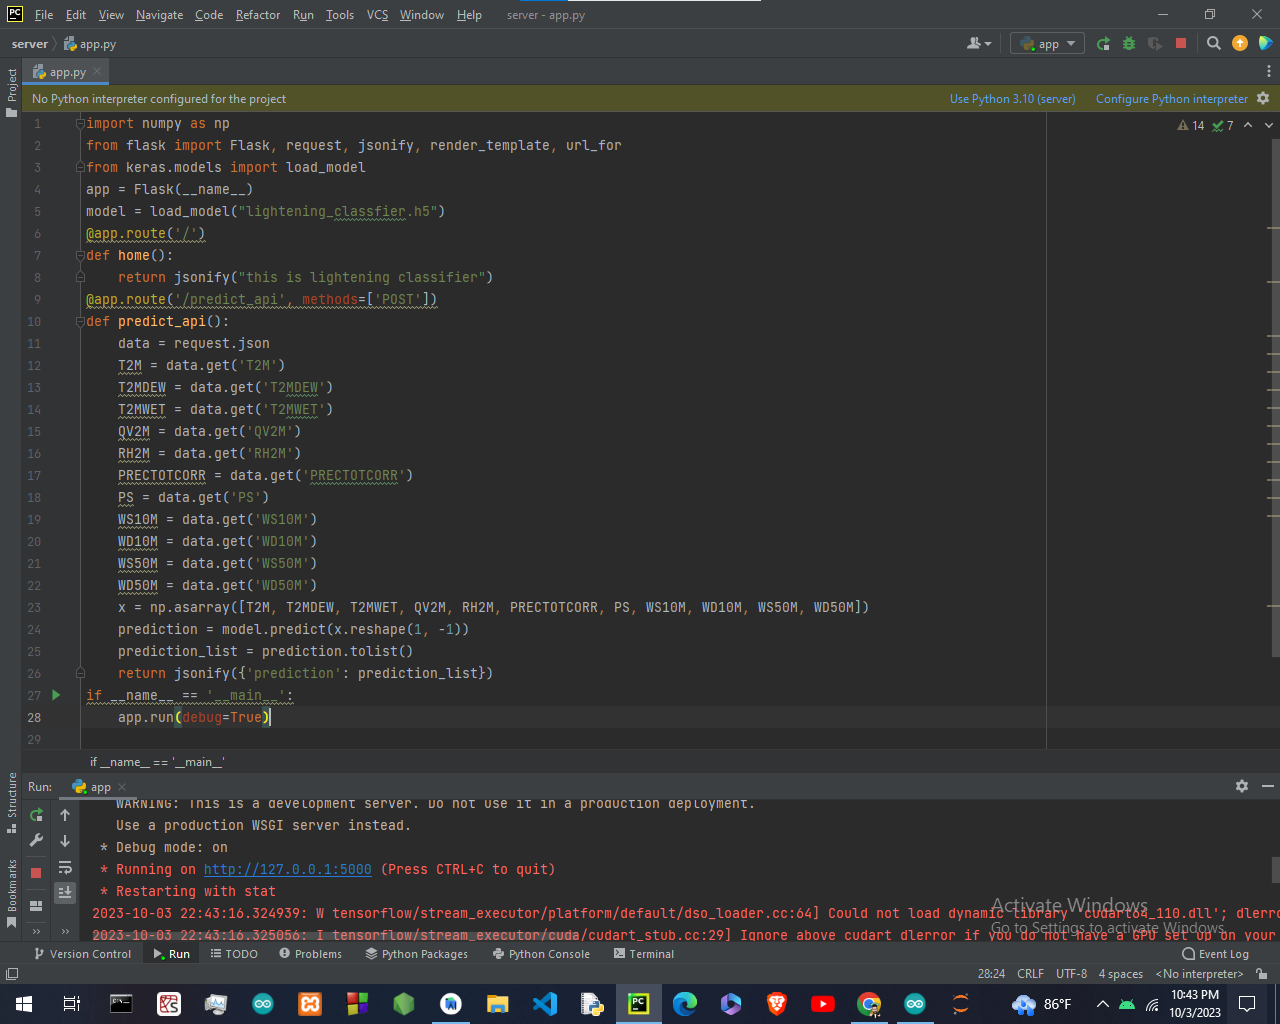 File Edit View Navigate Code Refactor Run Tools VCS Window Help server - app.py
server app.py app
app.py
No Python interpreter configured for the project Use Python 3.10 (server) Configure Python interpreter
14 7
1 import numpy as np
2 from flask import Flask, request, jsonify, render_template, url_for
3 from keras.models import load_model
4 app = Flask(__name__)
5 model = load_model("lightening_classfier.h5")
6 @app.route('/')
7 def home():
8 return jsonify("this is lightening classifier")
9 @app.route('/predict_api', methods=['POST'])
10 def predict_api():
11 data = request.json
12 T2M = data.get('T2M')
13 T2MDEW = data.get('T2MDEW')
14 T2MWET = data.get('T2MWET')
15 QV2M = data.get('QV2M')
16 RH2M = data.get('RH2M')
17 PRECTOTCORR = data.get('PRECTOTCORR')
18 PS = data.get('PS')
19 WS10M = data.get('WS10M')
20 WD10M = data.get('WD10M')
21 WS50M = data.get('WS50M')
22 WD50M = data.get('WD50M')
23 x = np.asarray([T2M, T2MDEW, T2MWET, QV2M, RH2M, PRECTOTCORR, PS, WS10M, WD10M, WS50M, WD50M])
24 prediction = model.predict(x.reshape(1, -1))
25 prediction_list = prediction.tolist()
26 return jsonify({'prediction': prediction_list})
27 if __name__ == '__main__':
28 app.run(debug=True)
29
if __name__ == '__main__'
Project
Structure
Bookmarks
Run: app
WARNING: This is a development server. Do not use it in a production deployment.
Use a production WSGI server instead.
* Debug mode: on
* Running on http://127.0.0.1:5000 (Press CTRL+C to quit)
* Restarting with stat
2023-10-03 22:43:16.324939: W tensorflow/stream_executor/platform/default/dso_loader.cc:64] Could not load dynamic library 'cudart64_110.dll'; dlerro
2023-10-03 22:43:16.325056: I tensorflow/stream_executor/cuda/cudart_stub.cc:29] Ignore above cudart dlerror if you do not have a GPU set up on your
Activate Windows
Go to Settings to activate Windows.
Version Control Run TODO Problems Python Packages Python Console Terminal Event Log
28:24 CRLF UTF-8 4 spaces <No interpreter>
86°F 10:43 PM
10/3/2023